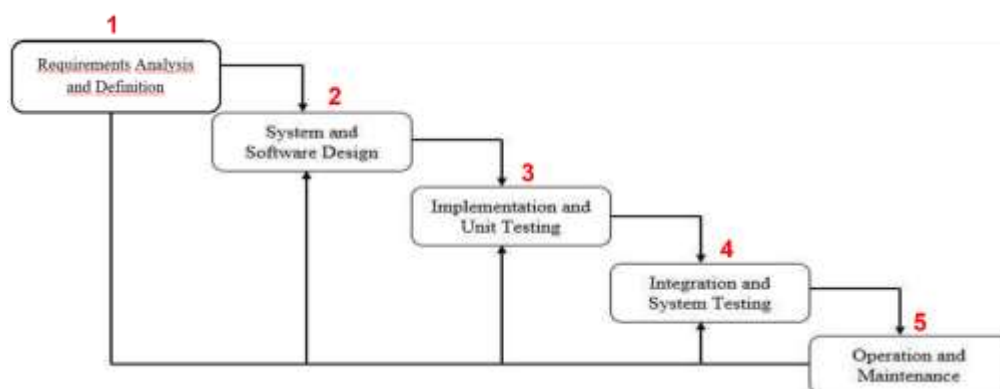 1
Requirements Analysis
and Definition
2
System and
Software Design
3
Implementation and
Unit Testing
4
Integration and
System Testing
5
Operation and
Maintenance